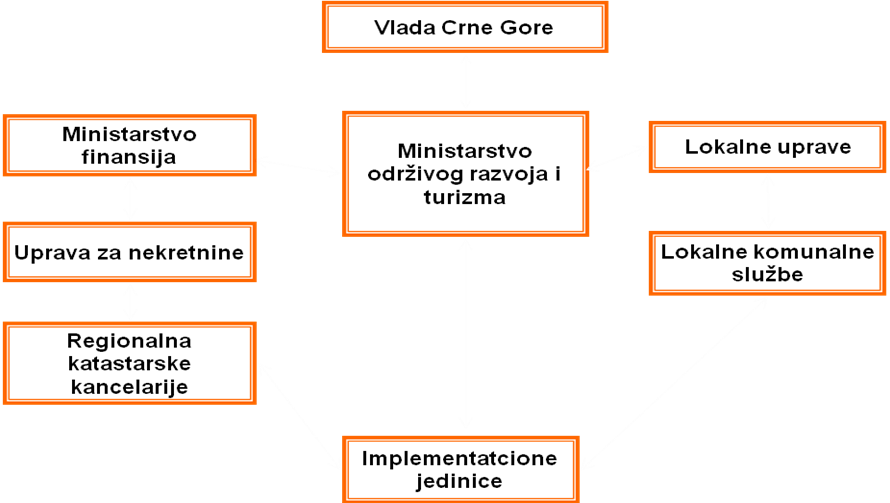 Vlada Crne Gore
Ministarstvo
finansija
Ministarstvo
održivog razvoja i
turizma
Lokalne uprave
Uprava za nekretnine
Lokalne komunalne
službe
Regionalna
katastarske
kancelarije
Implementatcione
jedinice